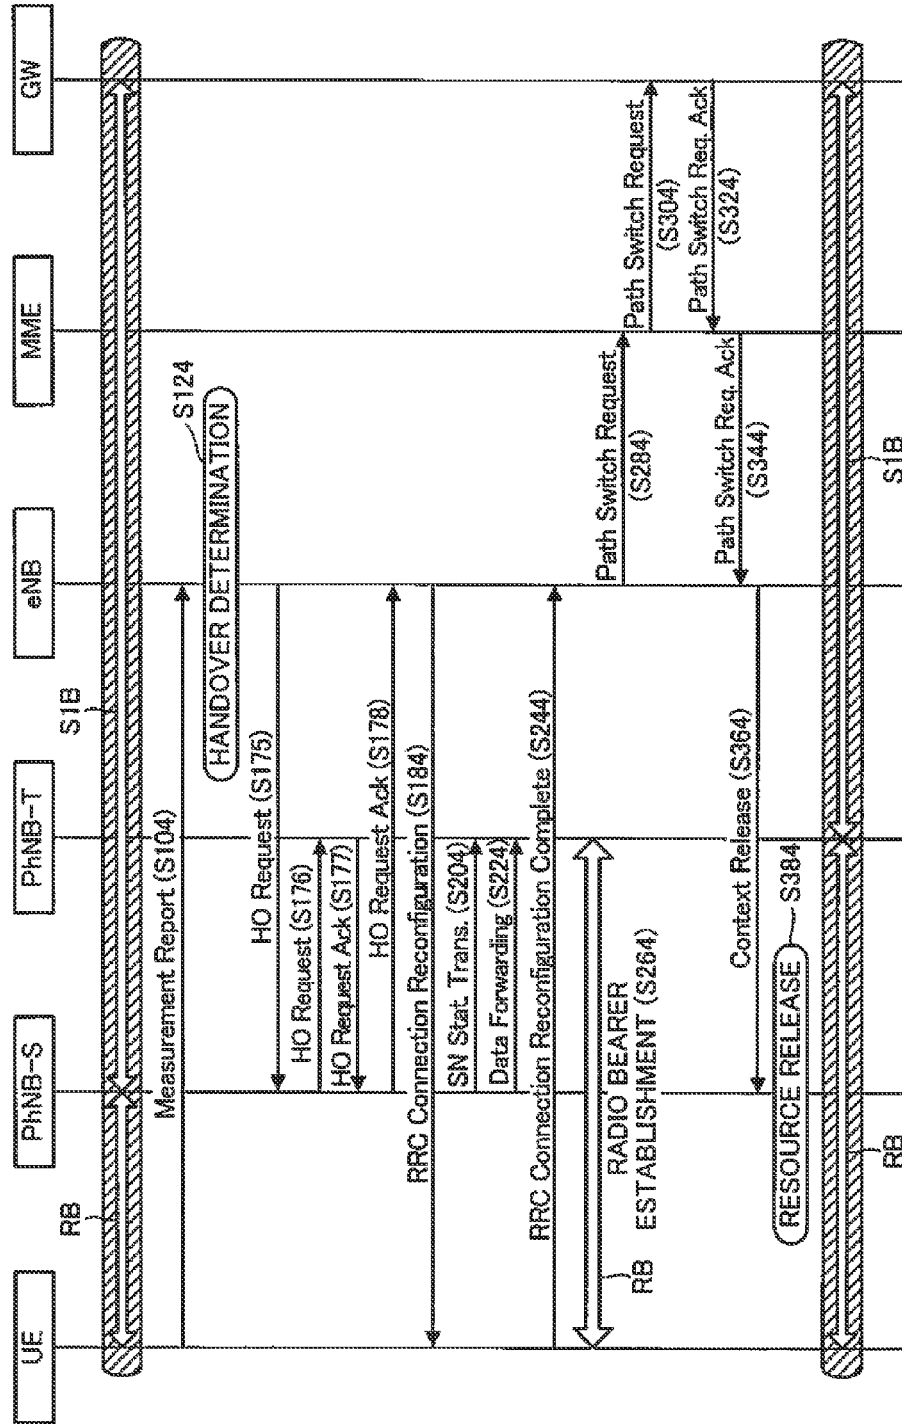 UE
PhNB-S
PhNB-T
eNB
MME
GW
RB
S1B
Measurement Report (S104)
S124
HANDOVER DETERMINATION
HO Request (S175)
HO Request (S176)
HO Request Ack (S177)
HO Request Ack (S178)
RRC Connection Reconfiguration (S184)
SN Stat. Trans. (S204)
Data Forwarding (S224)
RRC Connection Reconfiguration Complete (S244)
RADIO BEARER
ESTABLISHMENT (S264)
RB
Path Switch Request
(S284)
Path Switch Request
(S304)
Path Switch Req. Ack
(S324)
Path Switch Req. Ack
(S344)
Context Release (S364)
RESOURCE RELEASE
S384
RB
S1B